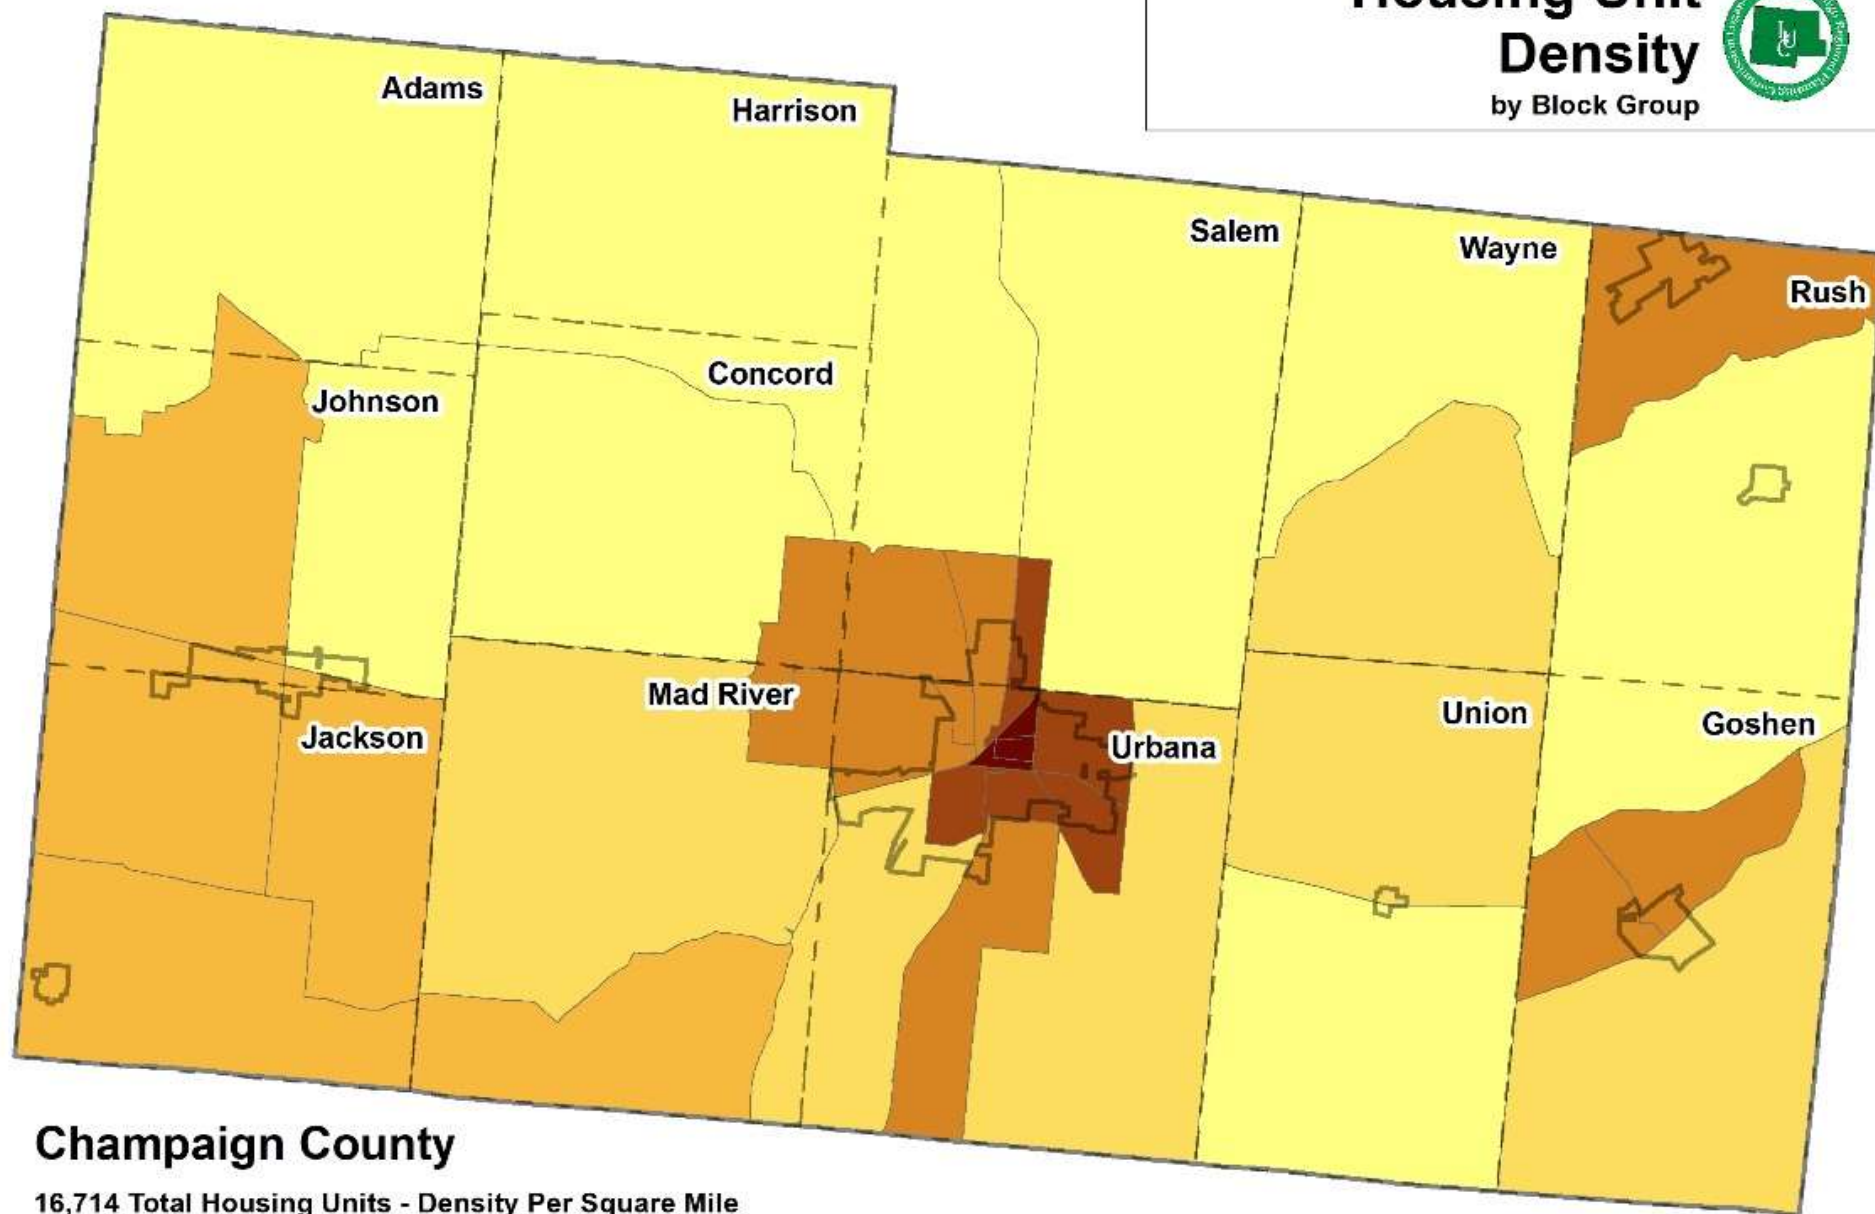 Housing Unit
Density
by Block Group
Adams
Harrison
Salem
Wayne
Rush
Concord
Johnson
Mad River
Union
Goshen
Jackson
Urbana
Champaign County
16,714 Total Housing Units - Density Per Square Mile